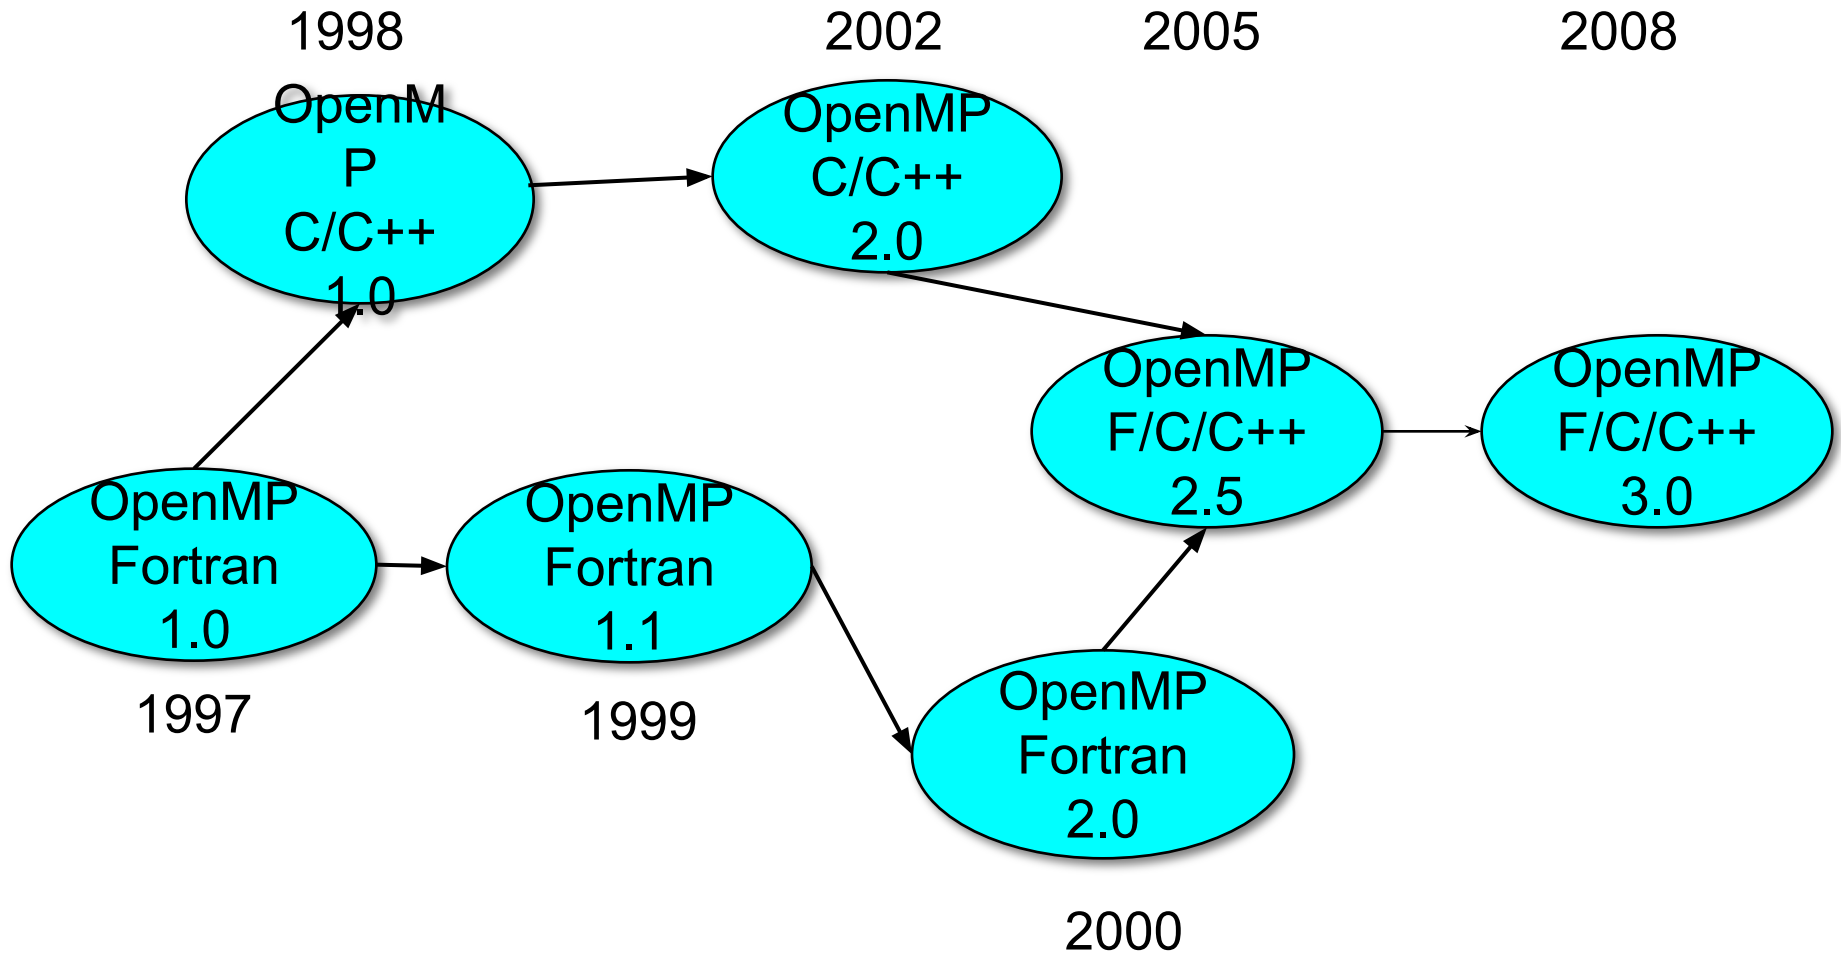 1998
2002
2005
2008
OpenM
P
C/C++
1.0
OpenMP
C/C++
2.0
OpenMP
F/C/C++
2.5
OpenMP
F/C/C++
3.0
OpenMP
Fortran
1.0
OpenMP
Fortran
1.1
OpenMP
Fortran
2.0
1997
1999
2000